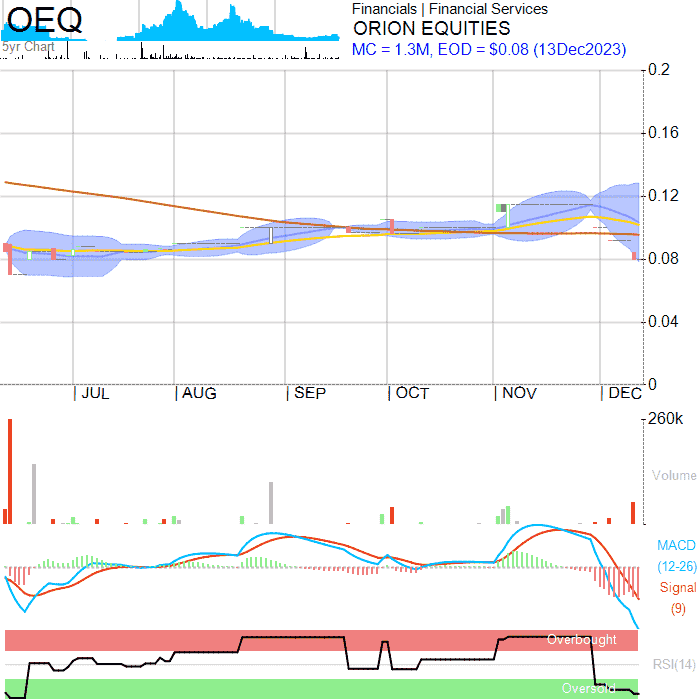 OEQ
5yr Chart
Financials | Financial Services
ORION EQUITIES
MC = 1.3M, EOD = $0.08 (13Dec2023)
0.2
0.16
0.12
0.08
0.04
0
| JUL | AUG | SEP | OCT | NOV | DEC
260k
Volume
MACD
(12-26)
Signal
(9)
Overbought
RSI(14)
Oversold